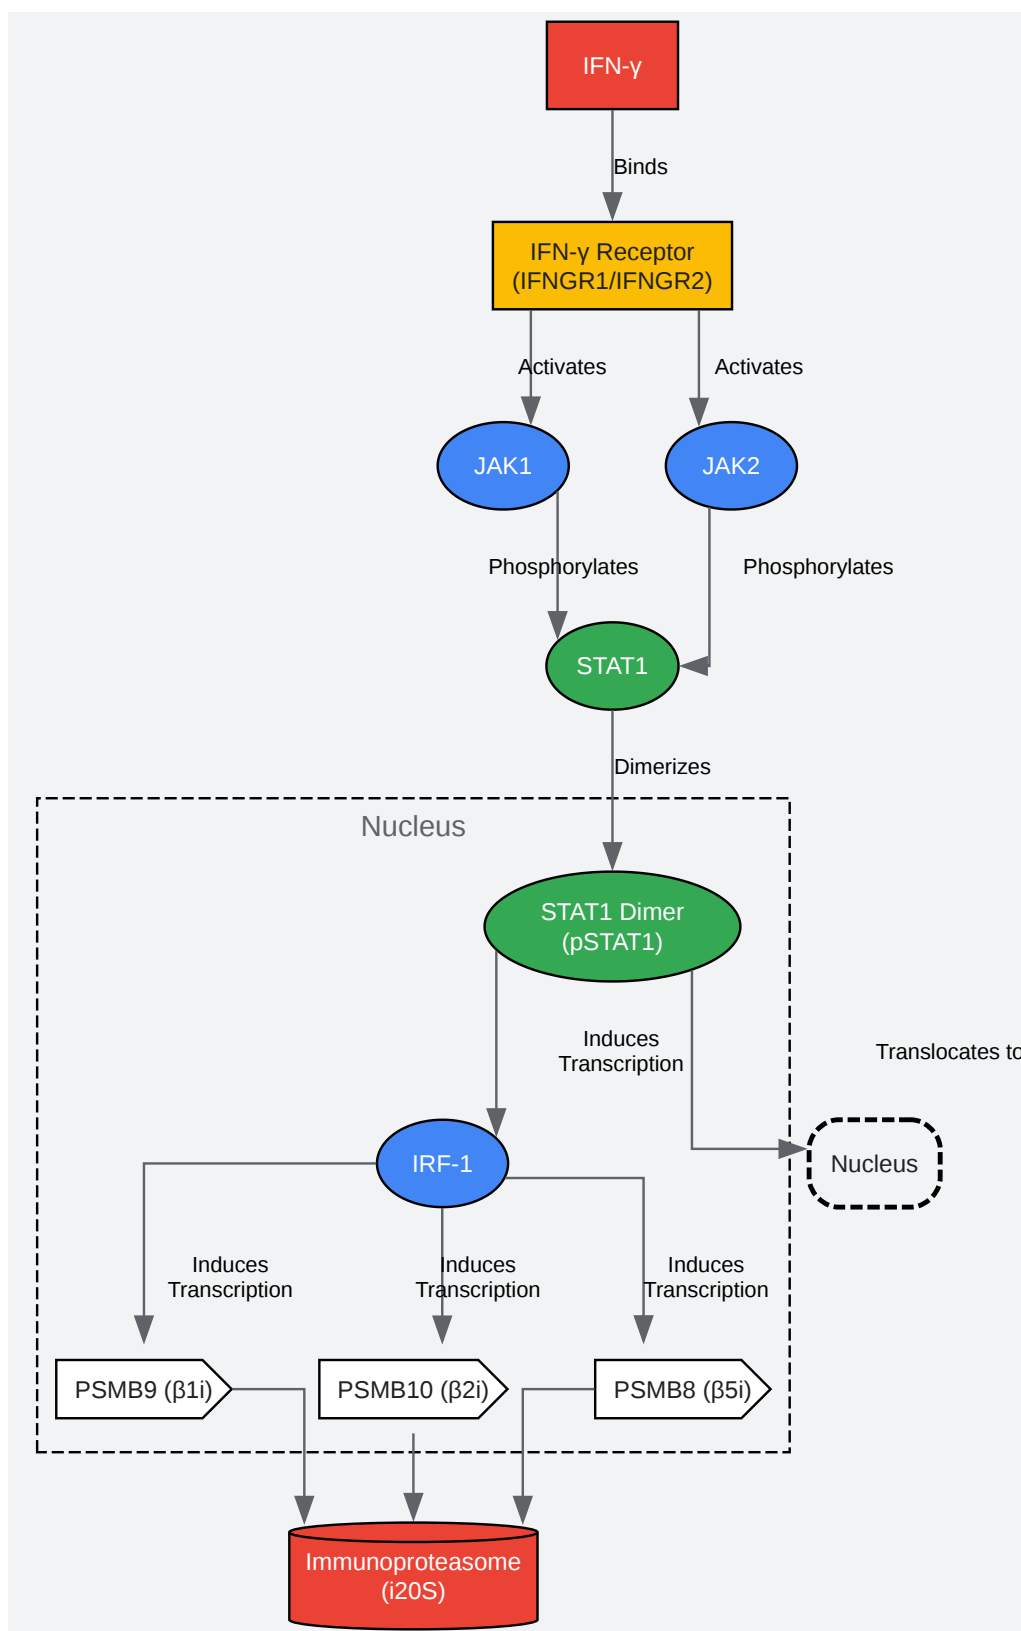 IFN-γ
Binds
IFN-γ Receptor
(IFNGR1/IFNGR2)
Activates
Activates
JAK1
JAK2
Phosphorylates
Phosphorylates
STAT1
Dimerizes
Nucleus
STAT1 Dimer
(pSTAT1)
Induces
Transcription
Translocates to
IRF-1
Nucleus
Induces
Transcription
Induces
Transcription
Induces
Transcription
PSMB9 (β1i)
PSMB10 (β2i)
PSMB8 (β5i)
Immunoproteasome
(i20S)